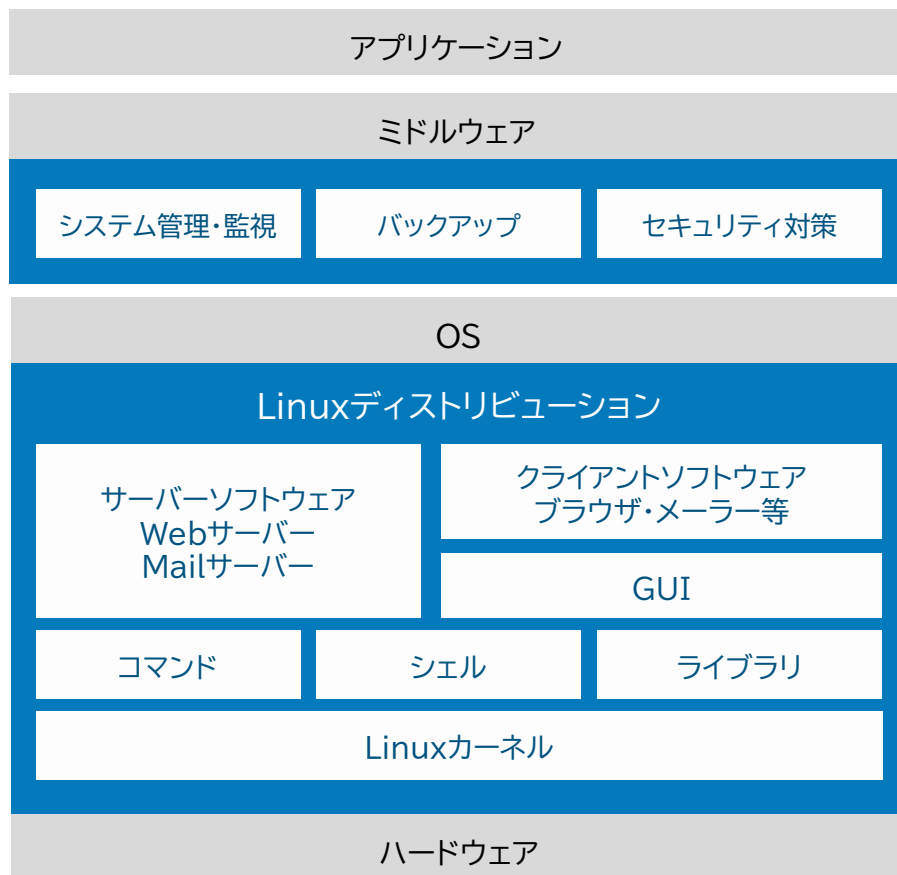 アプリケーション
ミドルウェア
システム管理・監視
バックアップ
セキュリティ対策
OS
Linuxディストリビューション
サーバーソフトウェア
Webサーバー
Mailサーバー
クライアントソフトウェア
ブラウザ・メーラー等
GUI
コマンド
シェル
ライブラリ
Linuxカーネル
ハードウェア